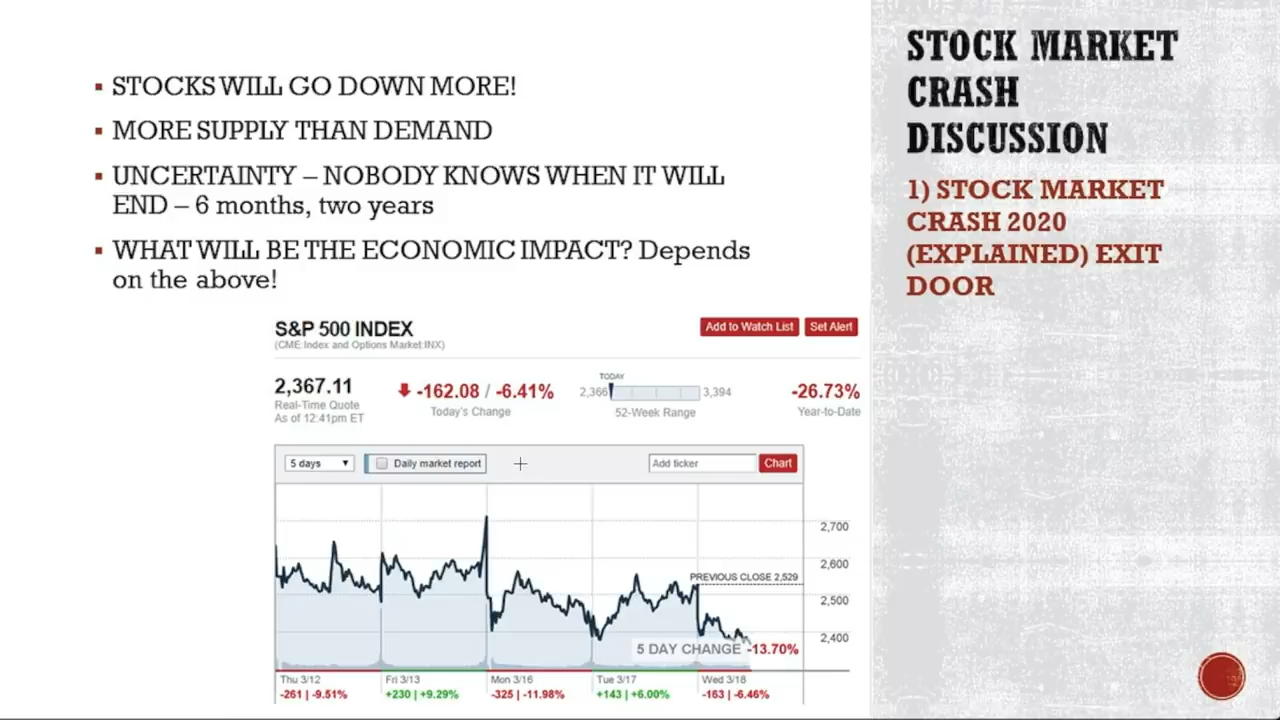 STOCK MARKET
CRASH
DISCUSSION
1) STOCK MARKET
CRASH 2020
(EXPLAINED) EXIT
DOOR
▪ STOCKS WILL GO DOWN MORE!
▪ MORE SUPPLY THAN DEMAND
▪ UNCERTAINTY – NOBODY KNOWS WHEN IT WILL
END – 6 months, two years
▪ WHAT WILL BE THE ECONOMIC IMPACT? Depends
on the above!
S&P 500 INDEX
(CME:Index and Options Market:INX)
Add to Watch List
Set Alert
2,367.11
Real-Time Quote
As of 12:41pm ET
-162.08 / -6.41%
Today's Change
TODAY
2,366
3,394
52-Week Range
-26.73%
Year-to-Date
5 days
Daily market report
Add ticker
Chart
2,700
2,600
PREVIOUS CLOSE 2,529
2,500
2,400
5 DAY CHANGE -13.70%
Thu 3/12
-261 | -9.51%
Fri 3/13
+230 | +9.29%
Mon 3/16
-325 | -11.98%
Tue 3/17
+143 | +6.00%
Wed 3/18
-163 | -6.46%